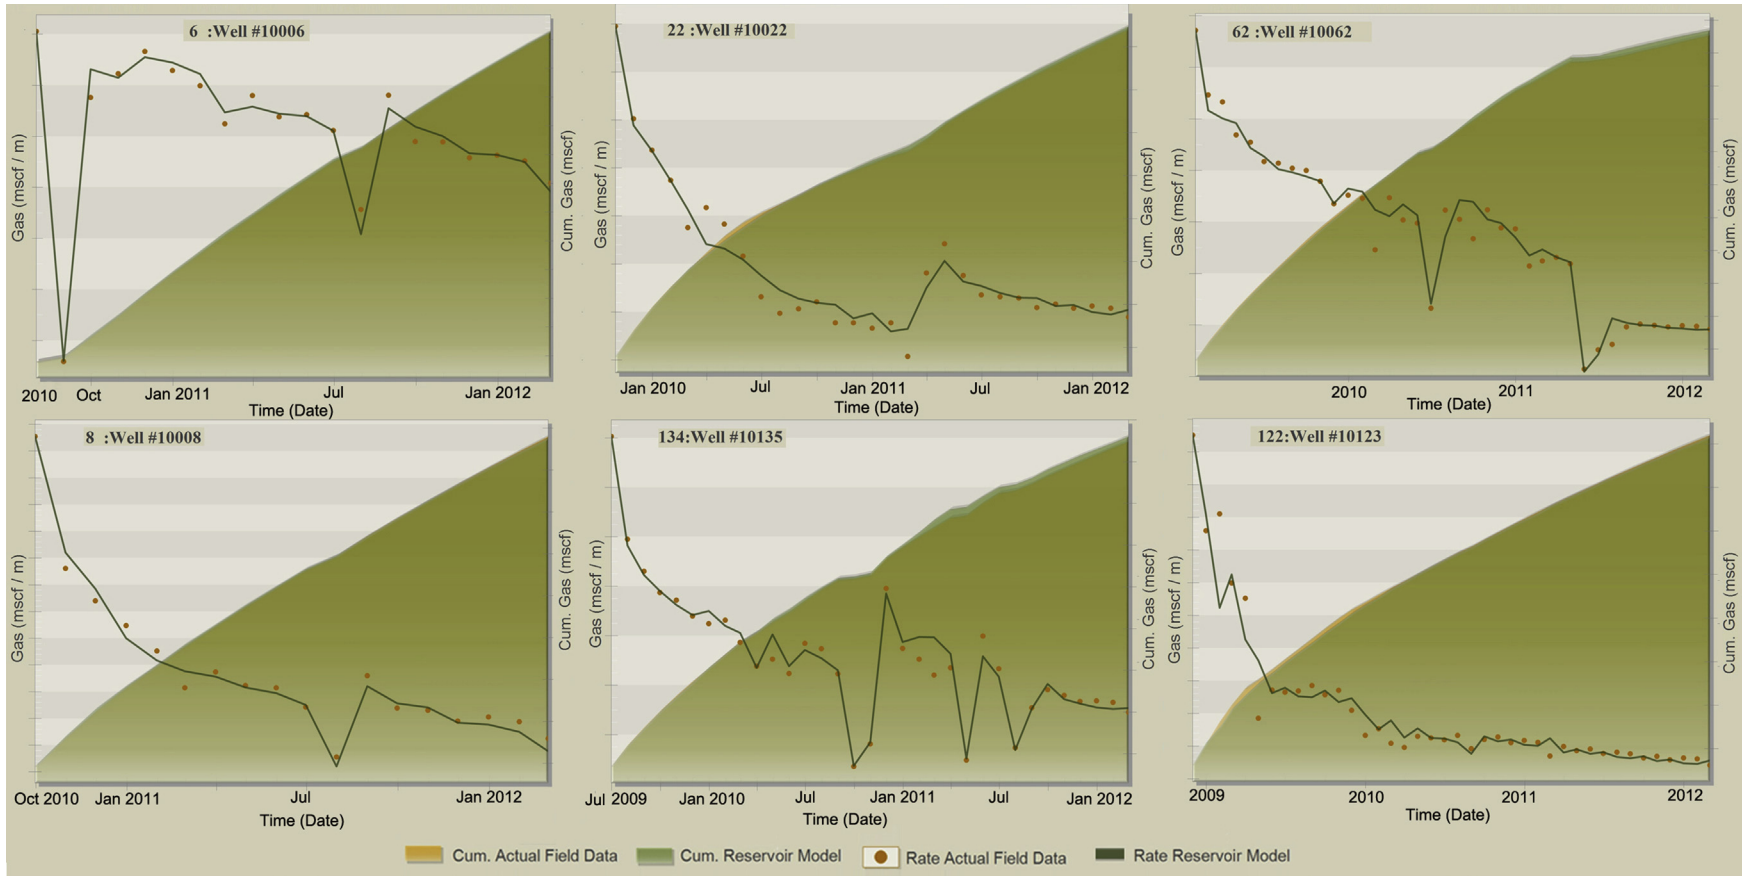 6 :Well #10006
Gas (mscf / m)
Cum. Gas (mscf)
2010 Oct Jan 2011 Jul Jan 2012
Time (Date)
22 :Well #10022
Gas (mscf / m)
Cum. Gas (mscf)
Jan 2010 Jul Jan 2011 Jul Jan 2012
Time (Date)
62 :Well #10062
Gas (mscf / m)
Cum. Gas (mscf)
2010 2011 2012
Time (Date)
8 :Well #10008
Gas (mscf / m)
Cum. Gas (mscf)
Oct 2010 Jan 2011 Jul Jan 2012
Time (Date)
134:Well #10135
Gas (mscf / m)
Cum. Gas (mscf)
Jul 2009 Jan 2010 Jul Jan 2011 Jul Jan 2012
Time (Date)
122:Well #10123
Gas (mscf / m)
Cum. Gas (mscf)
2009 2010 2011 2012
Time (Date)
Cum. Actual Field Data Cum. Reservoir Model Rate Actual Field Data Rate Reservoir Model